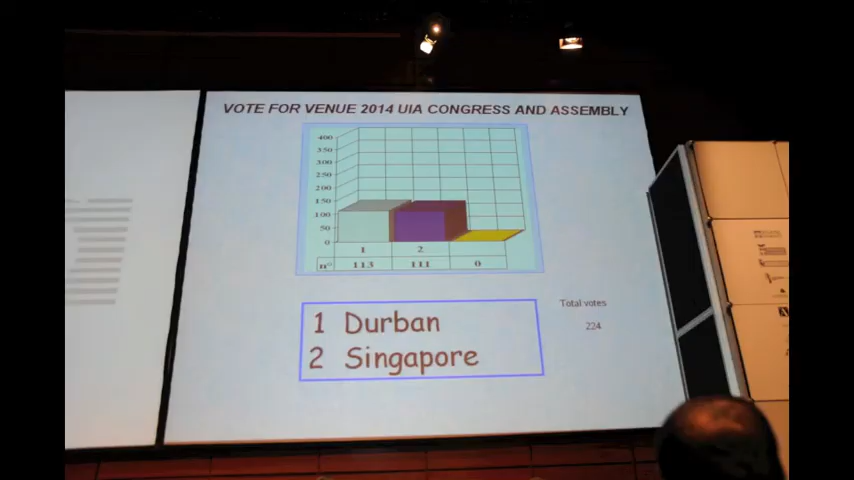 VOTE FOR VENUE 2014 UIA CONGRESS AND ASSEMBLY
400
350
300
250
200
150
100
50
0
1 2
n° 113 111 0
Total votes
224
1 Durban
2 Singapore